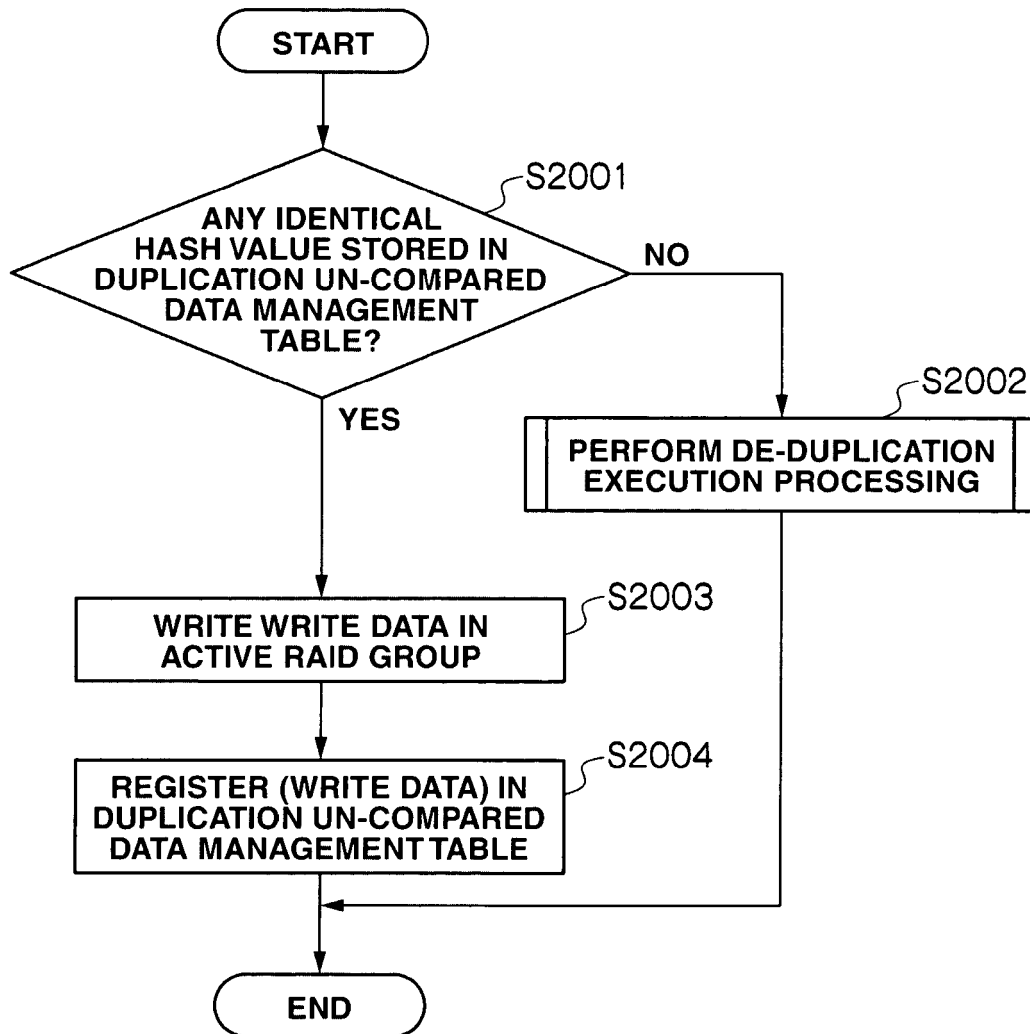 START
S2001
ANY IDENTICAL
HASH VALUE STORED IN
DUPLICATION UN-COMPARED
DATA MANAGEMENT
TABLE?
NO
YES
S2002
PERFORM DE-DUPLICATION
EXECUTION PROCESSING
S2003
WRITE WRITE DATA IN
ACTIVE RAID GROUP
S2004
REGISTER (WRITE DATA) IN
DUPLICATION UN-COMPARED
DATA MANAGEMENT TABLE
END